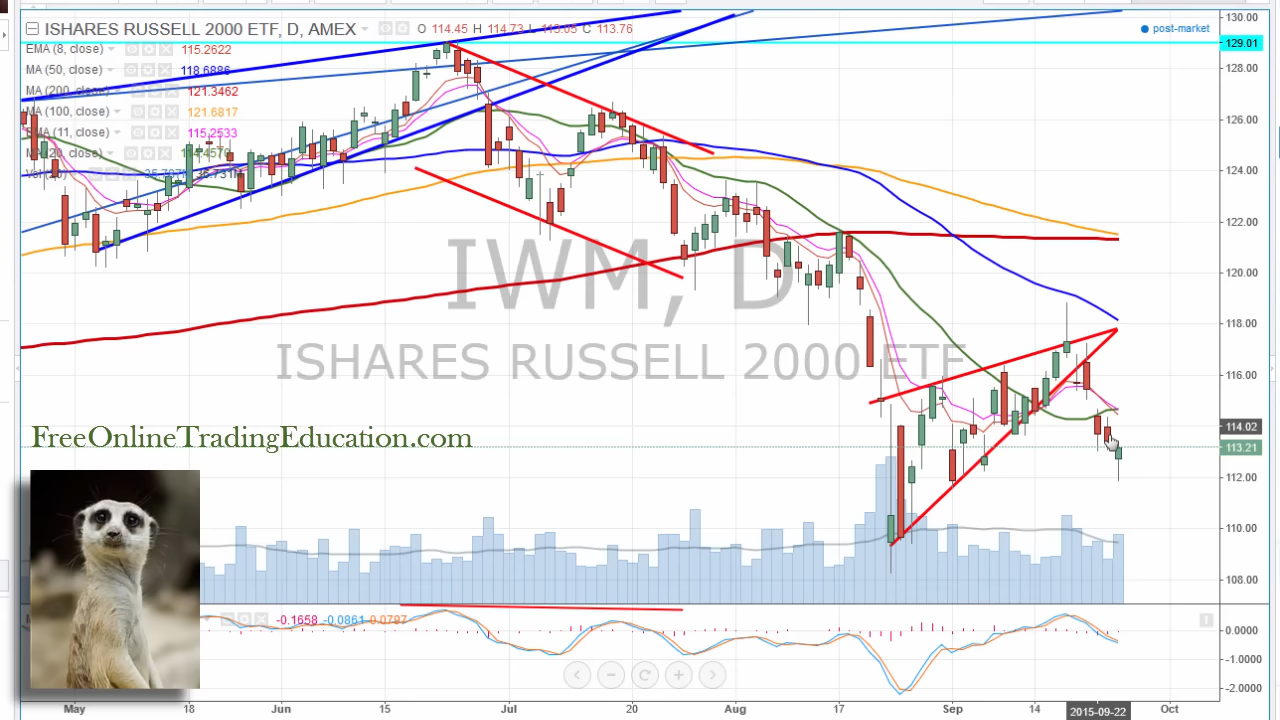 ISHARES RUSSELL 2000 ETF, D, AMEX O 114.45 H 114.73 L 113.05 C 113.76
post-market
EMA (8, close) 115.2622
MA (50, close) 118.6886
MA (200, close) 121.3462
MA (100, close) 121.6817
EMA (11, close) 115.2533
MA (20, close)
IWM, D
ISHARES RUSSELL 2000 ETF
FreeOnlineTradingEducation.com
130.00
129.01
128.00
126.00
124.00
122.00
120.00
118.00
116.00
114.02
113.21
112.00
110.00
108.00
-0.1658 -0.0861 0.0797
0.0000
-1.0000
-2.0000
May 18 Jun 15 Jul 20 Aug 17 Sep 14 2015-09-22 Oct